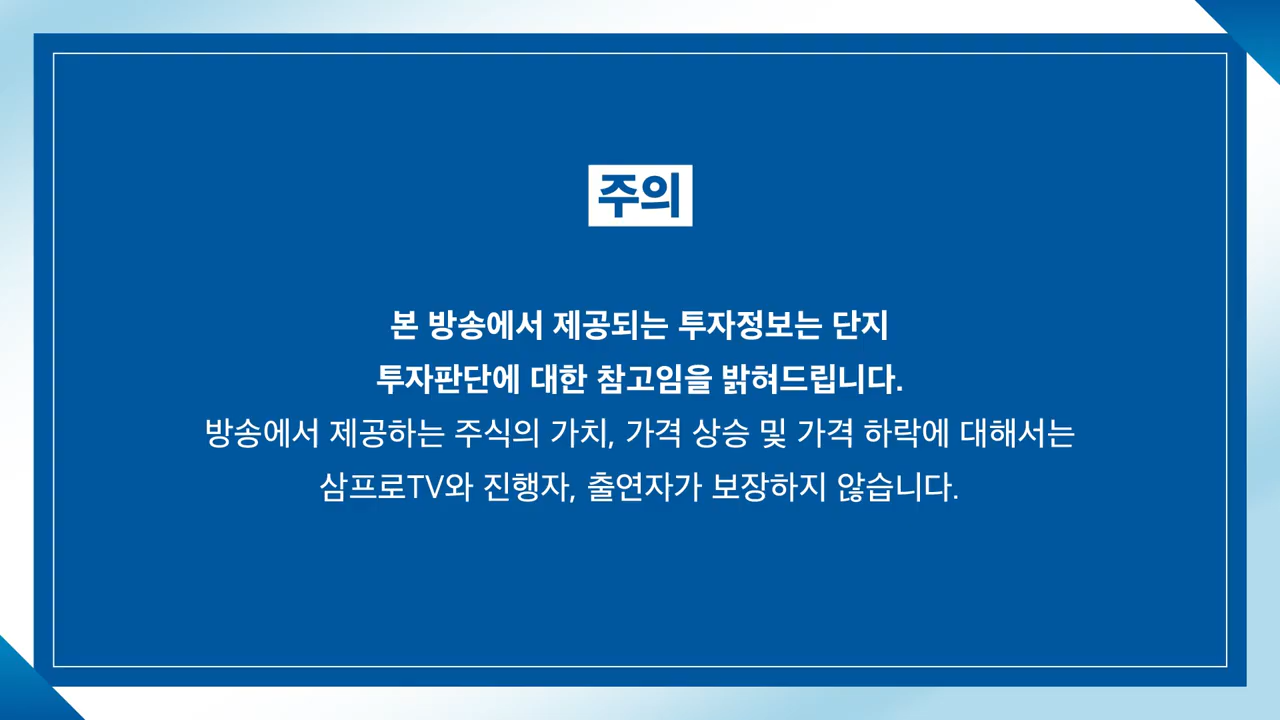 주의
본 방송에서 제공되는 투자정보는 단지
투자판단에 대한 참고임을 밝혀드립니다.
방송에서 제공하는 주식의 가치, 가격 상승 및 가격 하락에 대해서는
삼프로TV와 진행자, 출연자가 보장하지 않습니다.